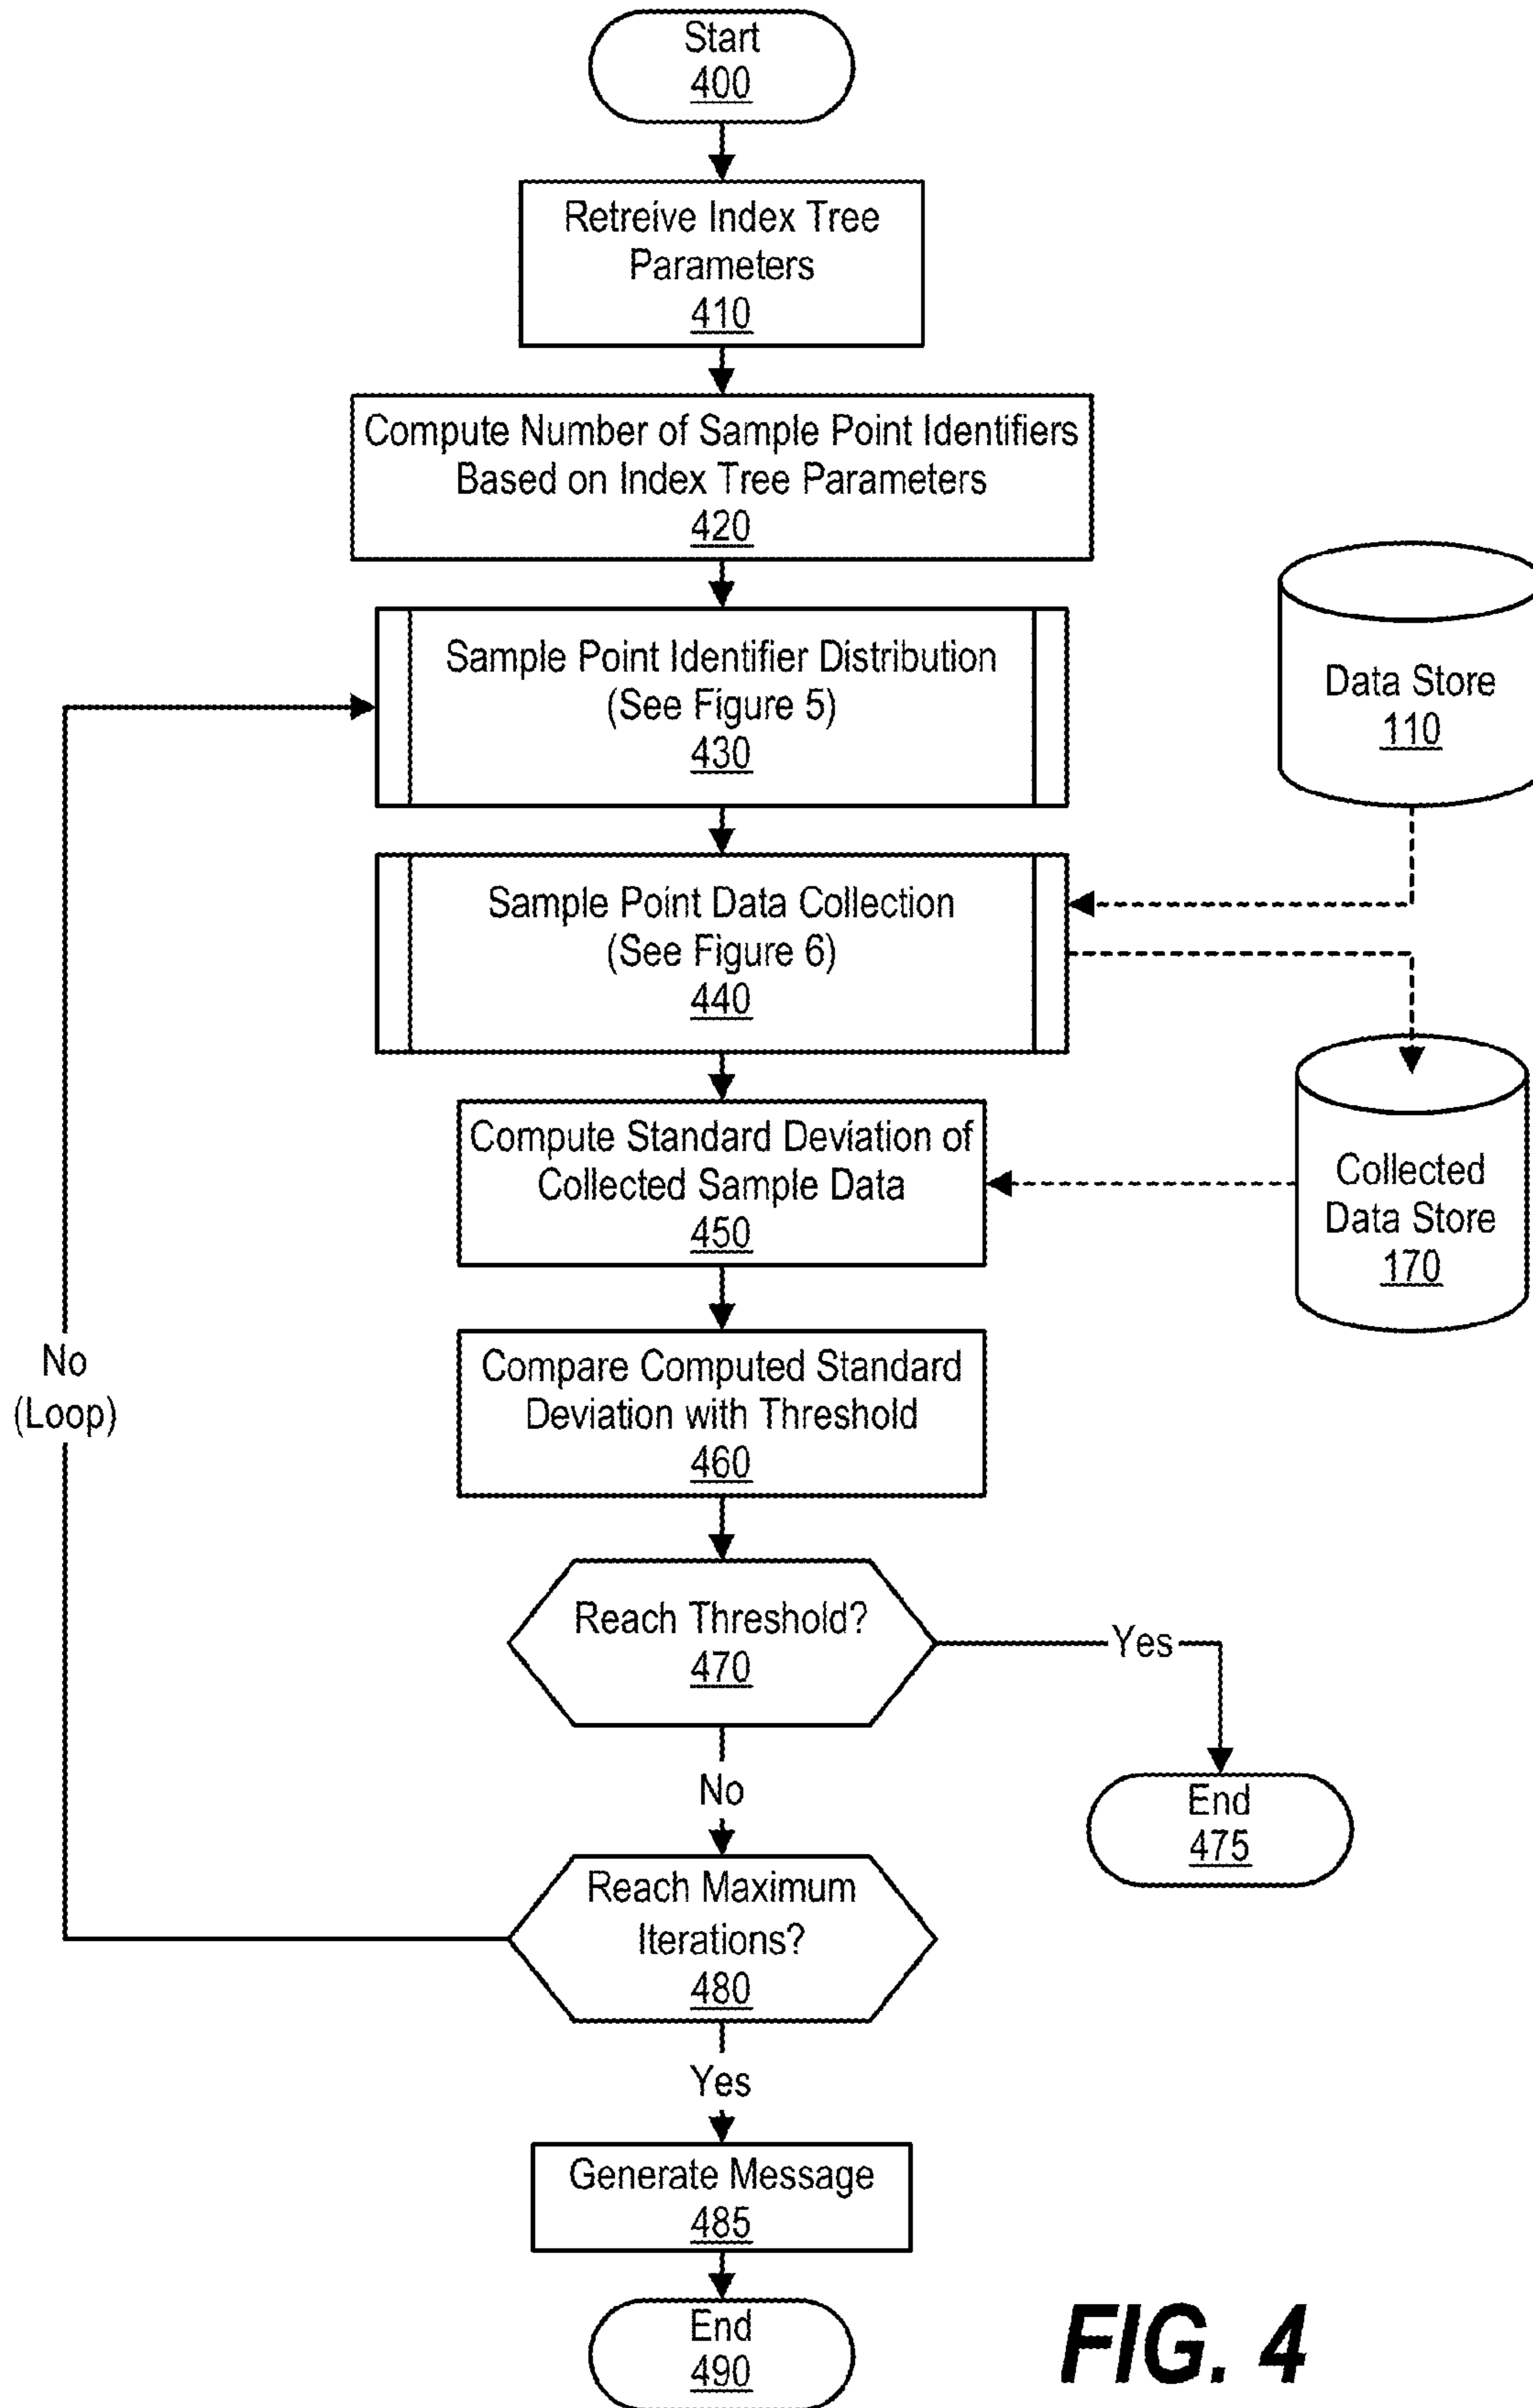 Start
400
Retreive Index Tree
Parameters
410
Compute Number of Sample Point Identifiers
Based on Index Tree Parameters
420
Sample Point Identifier Distribution
(See Figure 5)
430
Data Store
110
Sample Point Data Collection
(See Figure 6)
440
Compute Standard Deviation of
Collected Sample Data
450
Collected
Data Store
170
Compare Computed Standard
Deviation with Threshold
460
No
(Loop)
Reach Threshold?
470
Yes
No
End
475
Reach Maximum
Iterations?
480
Yes
Generate Message
485
End
490
FIG. 4